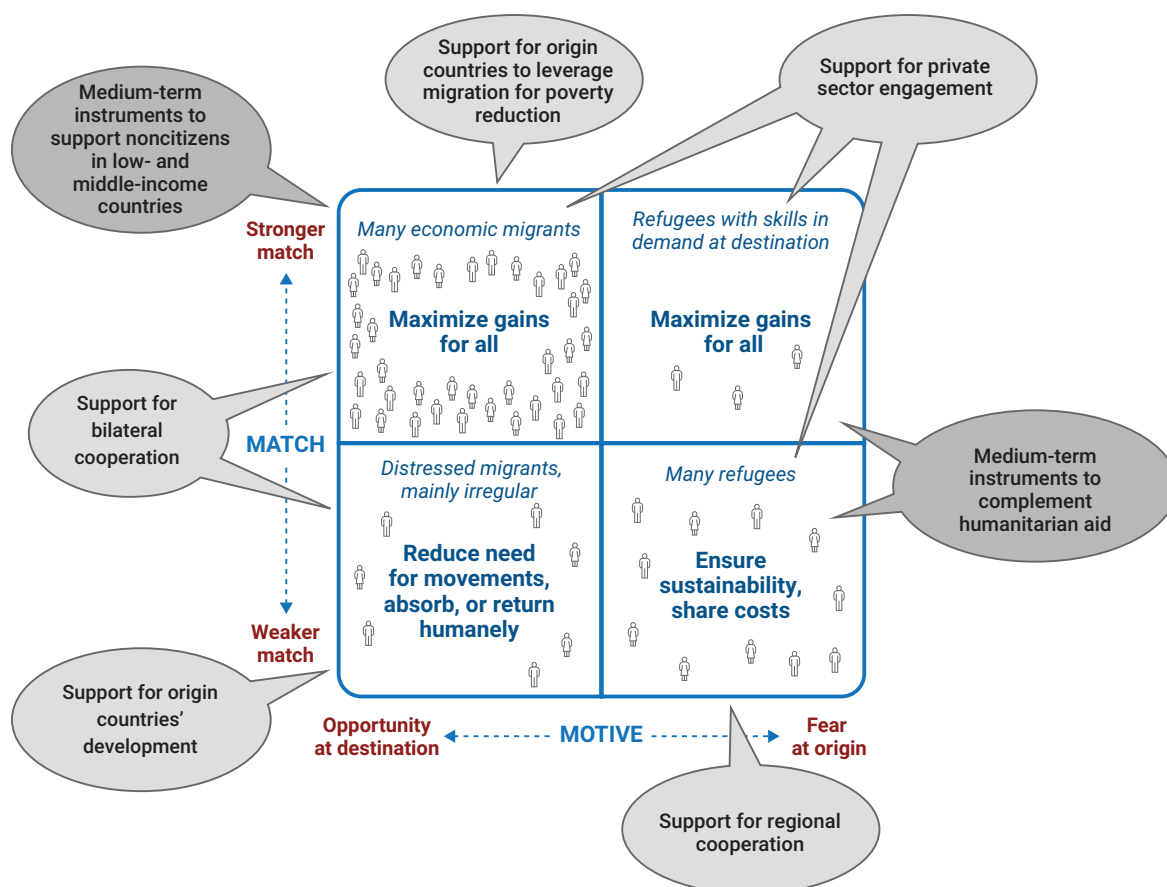 Support for origin
countries to leverage
migration for poverty
reduction
Support for private
sector engagement
Medium-term
instruments to
support noncitizens
in low- and
middle-income
countries
Stronger
match
Many economic migrants
Refugees with skills in
demand at destination
Maximize gains
for all
Maximize gains
for all
Support for
bilateral
cooperation
MATCH
Distressed migrants,
mainly irregular
Many refugees
Medium-term
instruments to
complement
humanitarian aid
Reduce need
for movements,
absorb, or return
humanely
Ensure
sustainability,
share costs
Weaker
match
Support for origin
countries’
development
Opportunity
at destination
MOTIVE
Fear
at origin
Support for regional
cooperation